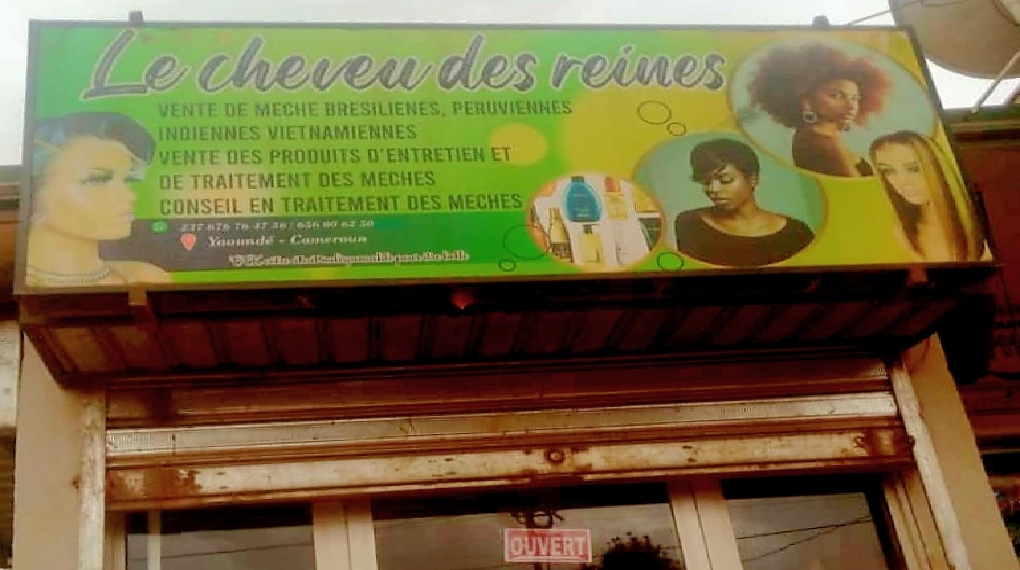 Le cheveu des reines
VENTE DE MECHE BRESILIENES, PERUVIENNES
INDIENNES VIETNAMIENNES
VENTE DES PRODUITS D'ENTRETIEN ET
DE TRAITEMENT DES MECHES
CONSEIL EN TRAITEMENT DES MECHES
Yaoundé - Cameroun
OUVERT